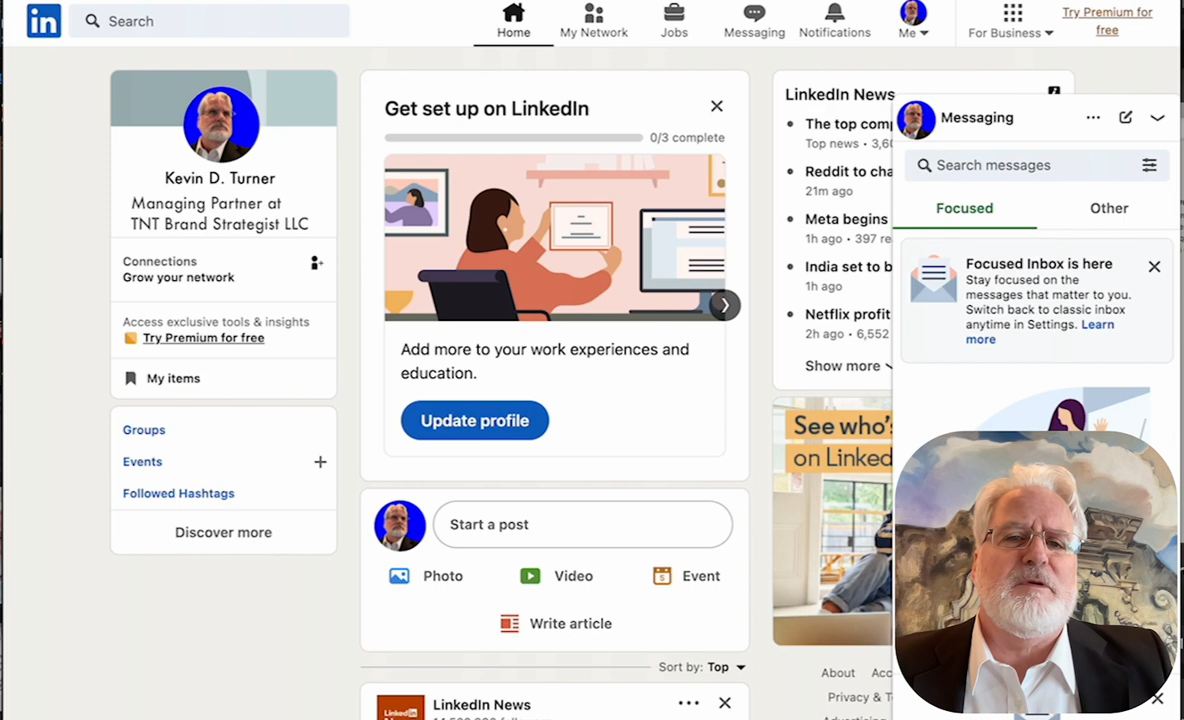 in
Search
Home
My Network
Jobs
Messaging
Notifications
Me
For Business
Try Premium for
free
Kevin D. Turner
Managing Partner at
TNT Brand Strategist LLC
Connections
Grow your network
Access exclusive tools & insights
Try Premium for free
My items
Groups
Events
Followed Hashtags
Discover more
Get set up on LinkedIn
0/3 complete
Add more to your work experiences and
education.
Update profile
Start a post
Photo
Video
Event
Write article
Sort by: Top
LinkedIn News
LinkedIn News
The top
Top news
Reddit to
21m ago
Meta begins
1h ago
India set to
1h ago
Netflix profit
2h ago • 6,552
Show more
See who's
on Linked
About
Privacy &
Messaging
Search messages
Focused
Other
Focused Inbox is here
Stay focused on the
messages that matter to you.
Switch back to classic inbox
anytime in Settings. Learn
more